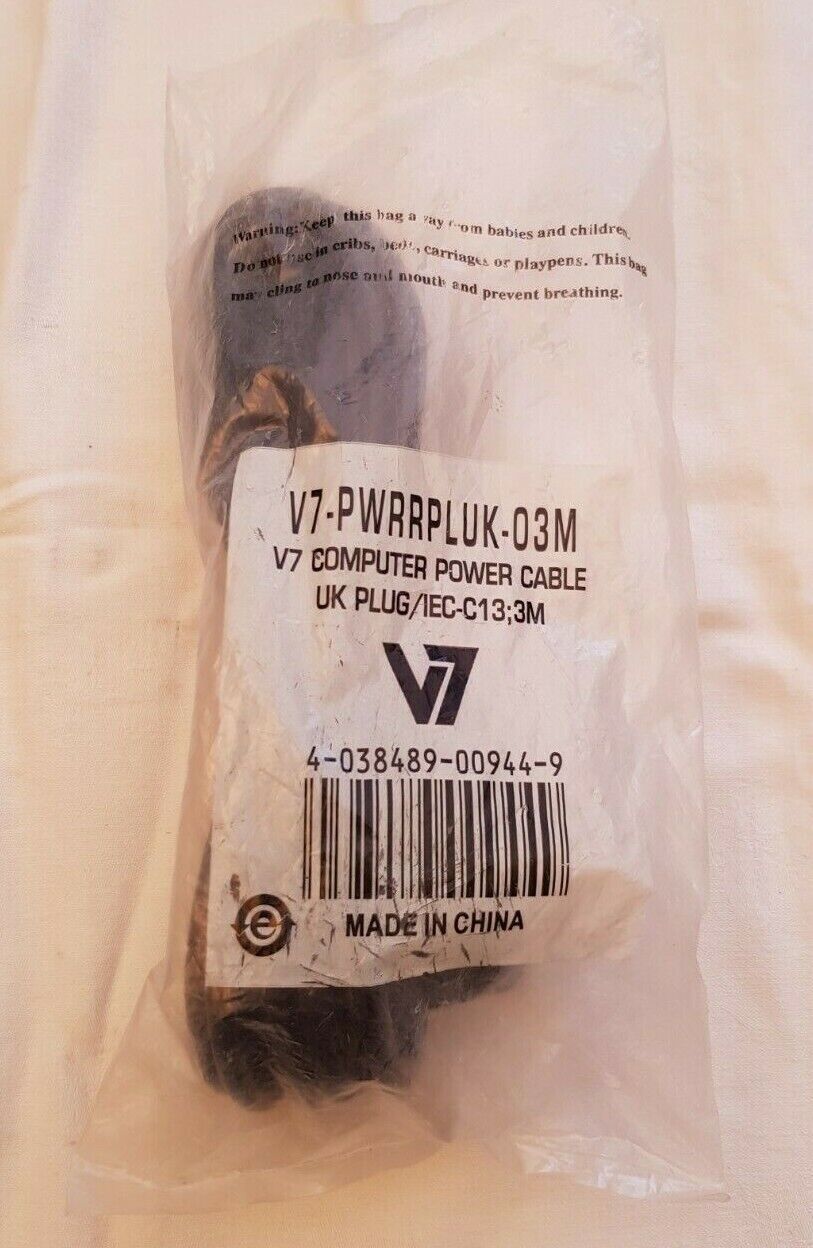 Warning: Keep this bag away from babies and children.
Do not use in cribs, beds, carriages or playpens. This bag
may cling to nose and mouth and prevent breathing.
V7-PWRRPLUK-03M
V7 COMPUTER POWER CABLE
UK PLUG/IEC-C13;3M
V7
4-038489-00944-9
e
MADE IN CHINA